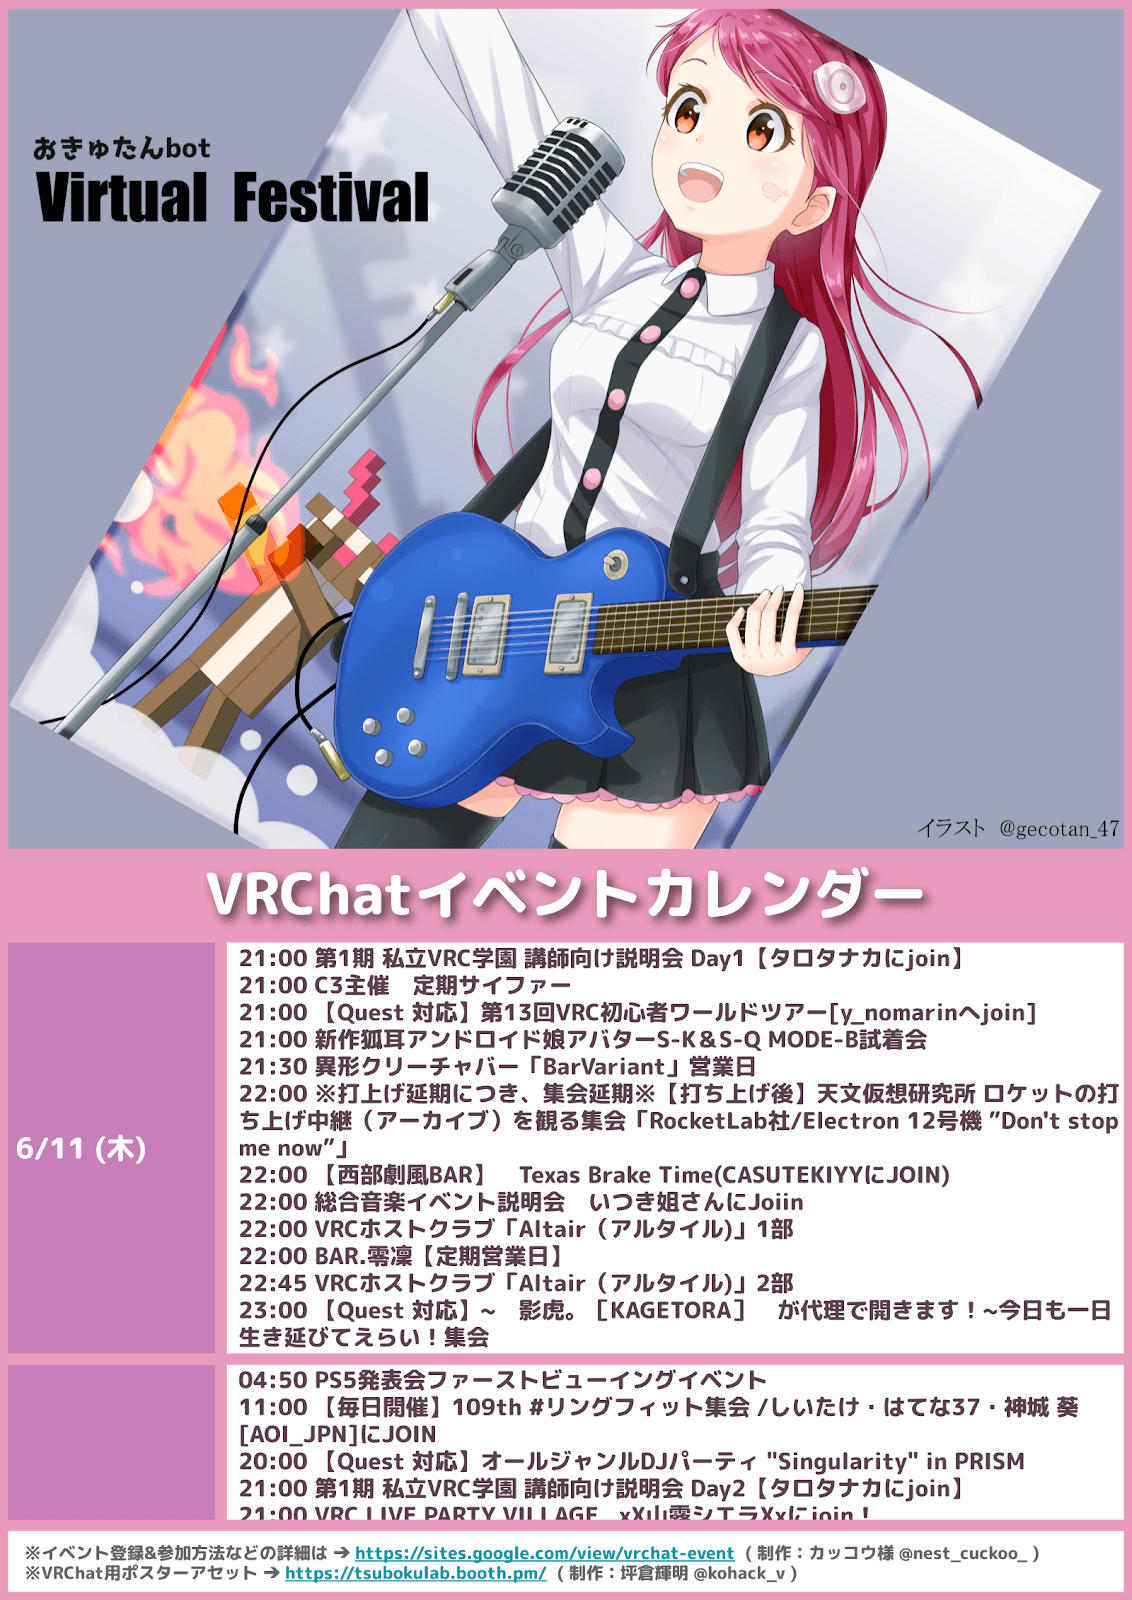 おきゅたんbot
Virtual Festival
イラスト @gecotan_47
VRChatイベントカレンダー
6/11 (木)
21:00 第1期 私立VRC学園 講師向け説明会 Day1【タロタナカにjoin】
21:00 C3主催　定期サイファー
21:00 【Quest 対応】第13回VRC初心者ワールドツアー[y_nomarinへjoin]
21:00 新作狐耳アンドロイド娘アバターS-K＆S-Q MODE-B試着会
21:30 異形クリーチャバー「BarVariant」営業日
22:00 ※打上げ延期につき、集会延期※【打ち上げ後】天文仮想研究所 ロケットの打
ち上げ中継（アーカイブ）を観る集会「RocketLab社/Electron 12号機 ”Don't stop
me now”」
22:00 【西部劇風BAR】　Texas Brake Time(CASUTEKIYYにJOIN)
22:00 総合音楽イベント説明会　いつき姐さんにJoiin
22:00 VRCホストクラブ「Altair（アルタイル)」1部
22:00 BAR.零凜【定期営業日】
22:45 VRCホストクラブ「Altair（アルタイル)」2部
23:00 【Quest 対応】~　影虎。［KAGETORA］　が代理で開きます！~今日も一日
生き延びてえらい！集会
04:50 PS5発表会ファーストビューイングイベント
11:00 【毎日開催】109th #リングフィット集会 /しいたけ・はてな37・神城 葵
[AOI_JPN]にJOIN
20:00 【Quest 対応】オールジャンルDJパーティ "Singularity" in PRISM
21:00 第1期 私立VRC学園 講師向け説明会 Day2【タロタナカにjoin】
21:00 VRC LIVE PARTY VILLAGE　xX山霧シエラXxにjoin！
※イベント登録&参加方法などの詳細は ➔ https://sites.google.com/view/vrchat-event ( 制作：カッコウ様 @nest_cuckoo_ )
※VRChat用ポスターアセット ➔ https://tsubokulab.booth.pm/ ( 制作：坪倉輝明 @kohack_v )